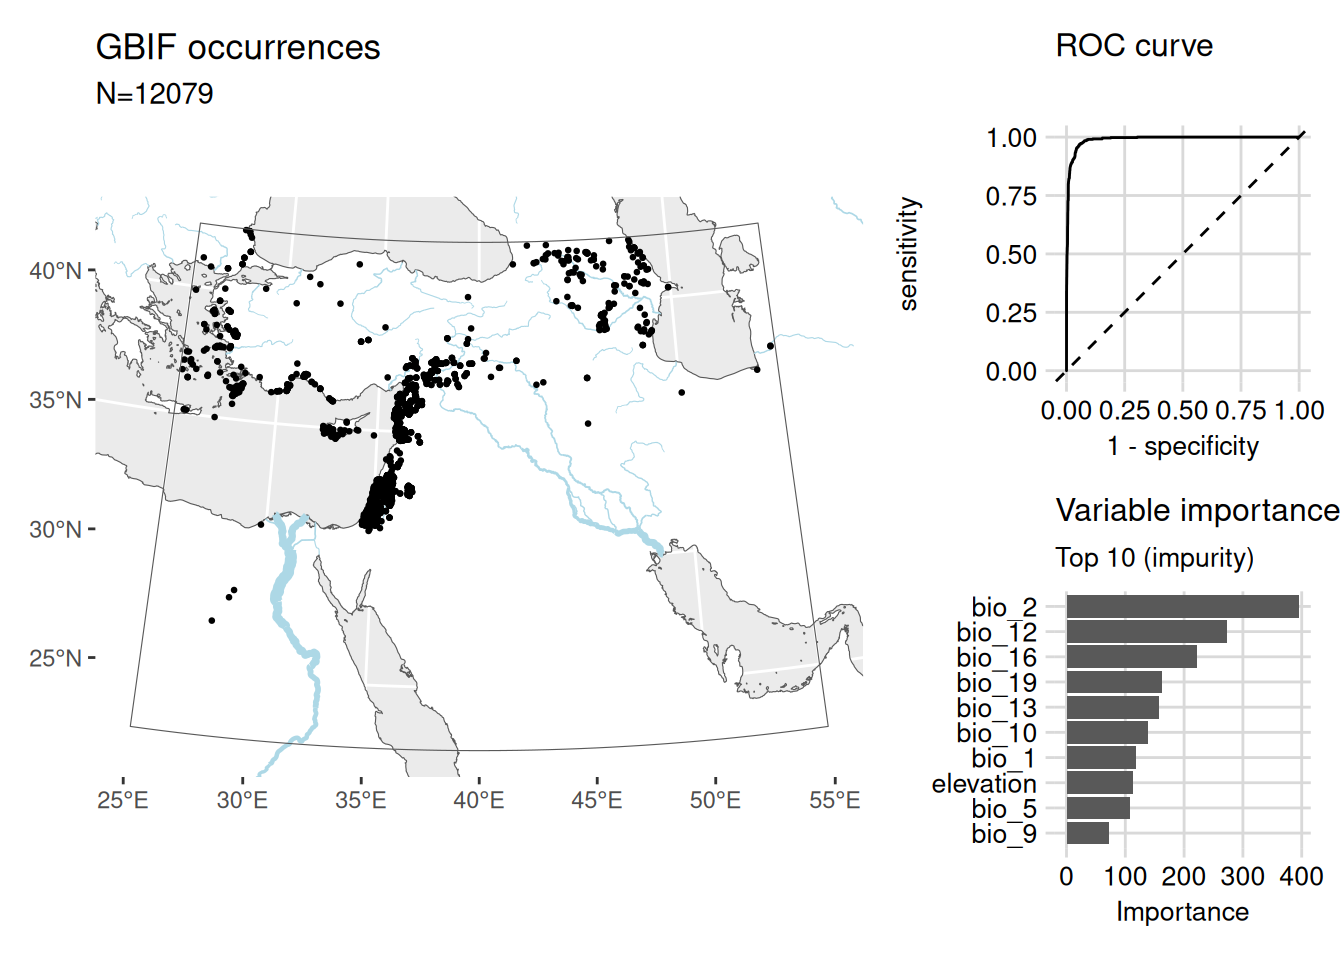 GBIF occurrences
N=12079
40°N
35°N
30°N
25°N
25°E 30°E 35°E 40°E 45°E 50°E 55°E
ROC curve
sensitivity
1.00
0.75
0.50
0.25
0.00
0.00 0.25 0.50 0.75 1.00
1 - specificity
Variable importance
Top 10 (impurity)
bio_2
bio_12
bio_16
bio_19
bio_13
bio_10
bio_1
elevation
bio_5
bio_9
0 100 200 300 400
Importance